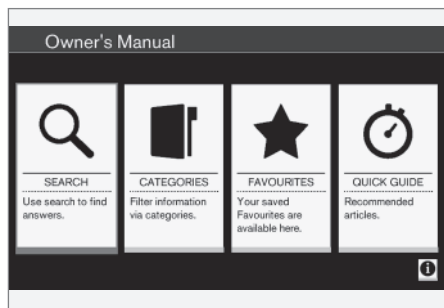 Owner's Manual
SEARCH
Use search to find
answers.
CATEGORIES
Filter information
via categories.
FAVOURITES
Your saved
Favourites are
available here.
QUICK GUIDE
Recommended
articles.
i